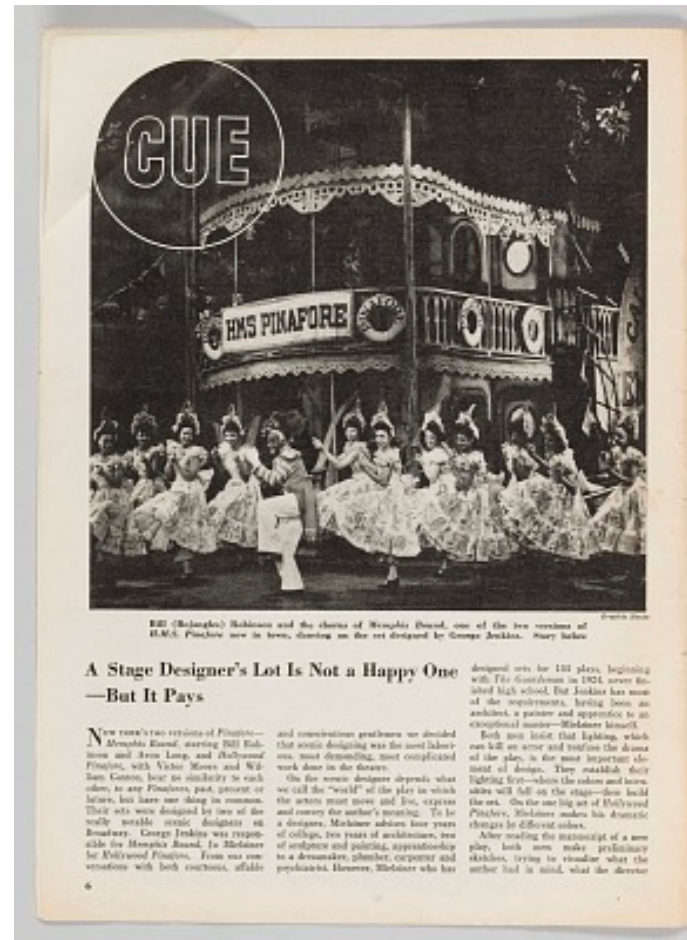 CUE
HMS PINAFORE
Graphic House
Bill (Bojangles) Robinson and the chorus of Memphis Bound, one of the two versions of
H.M.S. Pinafore now in town, dancing on the set designed by George Jenkins. Story below
A Stage Designer's Lot Is Not a Happy One
—But It Pays
NEW YORK'S two versions of Pinafore—
Memphis Bound, starring Bill Rob-
inson and Avon Long, and Hollywood
Pinafore, with Victor Moore and Wil-
liam Gaxton, bear no similarity to each
other, to any Pinafores, past, present or
future, but have one thing in common.
Their sets were designed by two of the
really notable scenic designers on
Broadway. George Jenkins was respon-
sible for Memphis Bound, Jo Mielziner
for Hollywood Pinafore. From our con-
versations with both courteous, affable
and conscientious gentlemen we decided
that scenic designing was the most labori-
ous, most demanding, most complicated
work done in the theatre.
On the scenic designer depends what
we call the "world" of the play in which
the actors must move and live, express
and convey the author's meaning. To be
a designer, Mielziner advises four years
of college, two years of architecture, two
of sculpture and painting, apprenticeship
to a dressmaker, plumber, carpenter and
psychiatrist. However, Mielziner who has
designed sets for plays, beginning
with The Guardsman in 1924, never fin-
ished high school. But Jenkins has most
of the requirements, having been an
architect, a painter and apprentice to an
exceptional master—Mielziner himself.
Both men insist that lighting, which
can kill an actor and confuse the drama
of the play, is the most important ele-
ment of design. They establish their
lighting first—where the colors and inten-
sities will fall on the stage—then build
the set. On the one big set of Hollywood
Pinafore, Mielziner makes his dramatic
changes by different colors.
After reading the manuscript of a new
play, both men make preliminary
sketches, trying to visualize what the
author had in mind, what the director
6